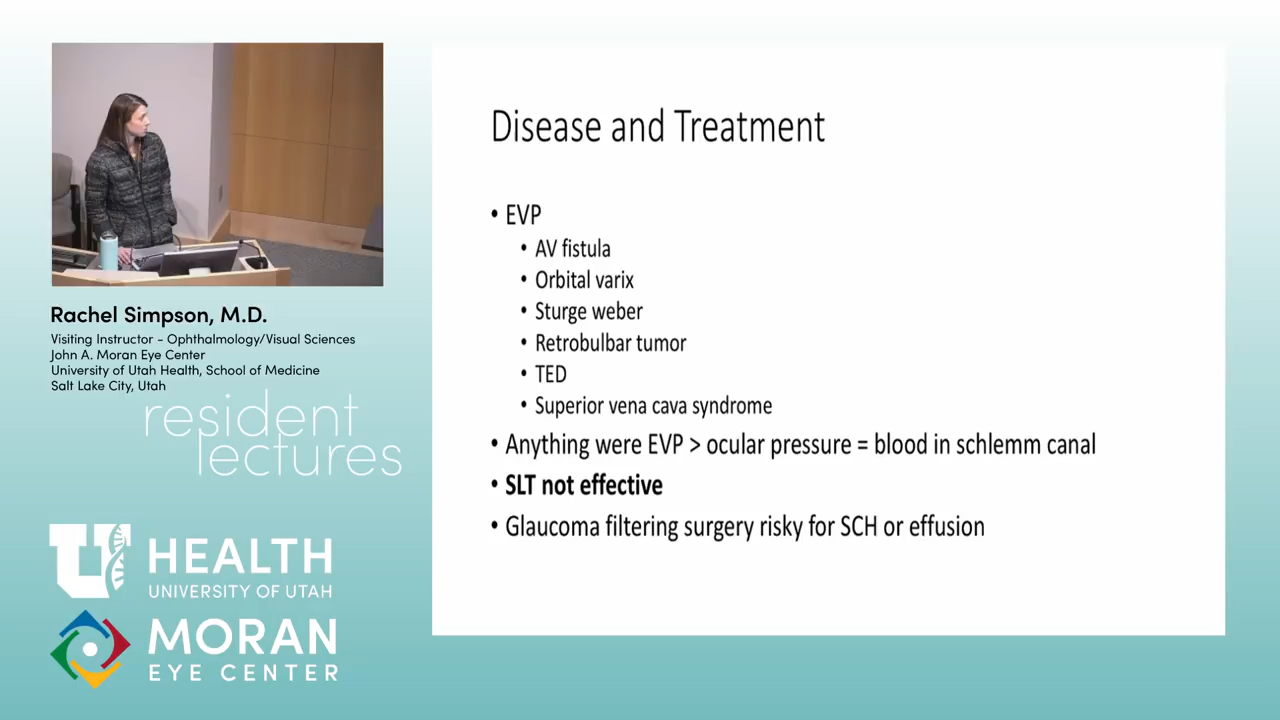 Disease and Treatment
• EVP
• AV fistula
• Orbital varix
• Sturge weber
• Retrobulbar tumor
• TED
• Superior vena cava syndrome
• Anything were EVP > ocular pressure = blood in schlemm canal
• SLT not effective
• Glaucoma filtering surgery risky for SCH or effusion
Rachel Simpson, M.D.
Visiting Instructor - Ophthalmology/Visual Sciences
John A. Moran Eye Center
University of Utah Health, School of Medicine
Salt Lake City, Utah
resident
lectures
U HEALTH
UNIVERSITY OF UTAH
MORAN
EYE CENTER